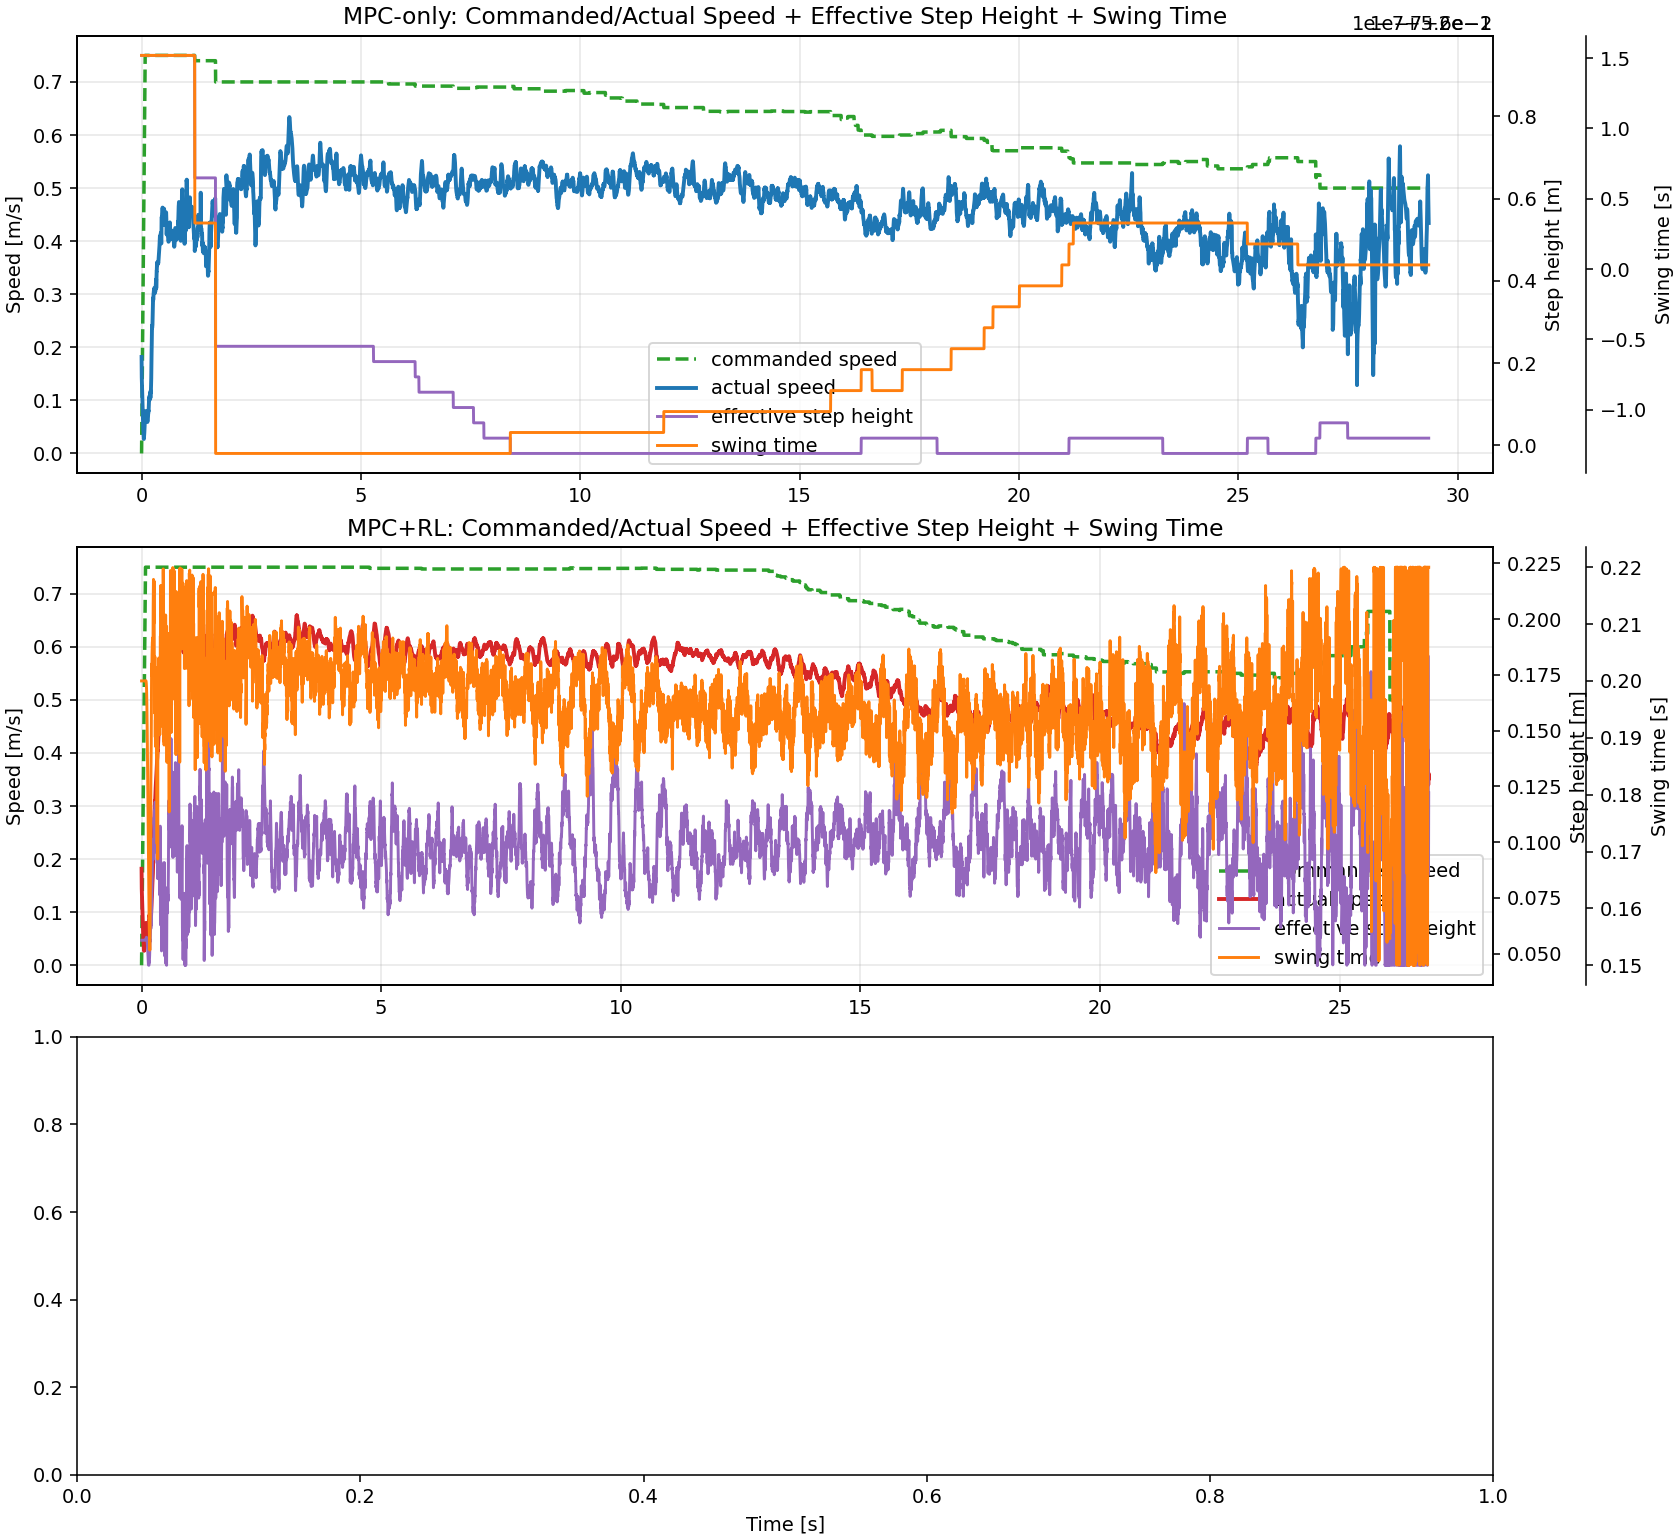 MPC-only: Commanded/Actual Speed + Effective Step Height + Swing Time
Speed [m/s]
0.7
0.6
0.5
0.4
0.3
0.2
0.1
0.0
0.8
0.6
0.4
0.2
0.0
Step height [m]
1.5
1.0
0.5
0.0
−0.5
−1.0
Swing time [s]
commanded speed
actual speed
effective step height
swing time
0 5 10 15 20 25 30
MPC+RL: Commanded/Actual Speed + Effective Step Height + Swing Time
Speed [m/s]
0.7
0.6
0.5
0.4
0.3
0.2
0.1
0.0
0.225
0.200
0.175
0.150
0.125
0.100
0.075
0.050
Step height [m]
0.22
0.21
0.20
0.19
0.18
0.17
0.16
0.15
Swing time [s]
commanded speed
actual speed
effective step height
swing time
0 5 10 15 20 25
1.0
0.8
0.6
0.4
0.2
0.0
0.0 0.2 0.4 0.6 0.8 1.0
Time [s]